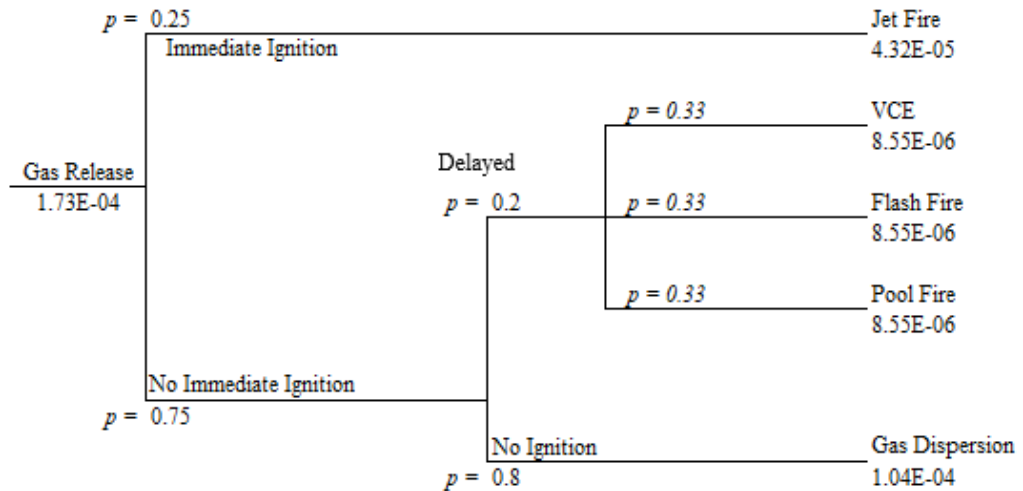 p = 0.25
Jet Fire
Immediate Ignition
4.32E-05
p = 0.33
VCE
8.55E-06
Delayed
Gas Release
1.73E-04
p = 0.2
p = 0.33
Flash Fire
8.55E-06
p = 0.33
Pool Fire
8.55E-06
No Immediate Ignition
p = 0.75
No Ignition
Gas Dispersion
p = 0.8
1.04E-04